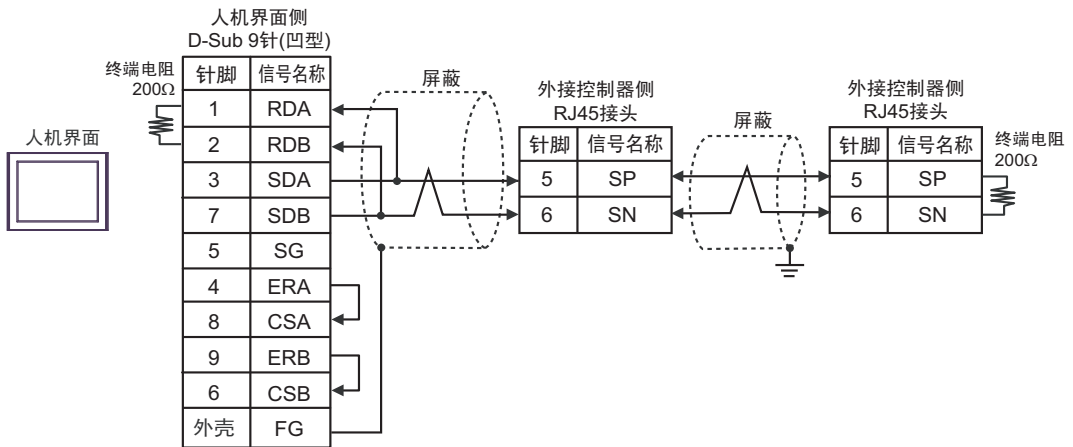 人机界面
人机界面侧
D-Sub 9针(凹型)
终端电阻
200Ω
针脚 信号名称
1 RDA
2 RDB
3 SDA
7 SDB
5 SG
4 ERA
8 CSA
9 ERB
6 CSB
外壳 FG
屏蔽
外接控制器侧
RJ45接头
针脚 信号名称
5 SP
6 SN
屏蔽
外接控制器侧
RJ45接头
针脚 信号名称
5 SP
6 SN
终端电阻
200Ω